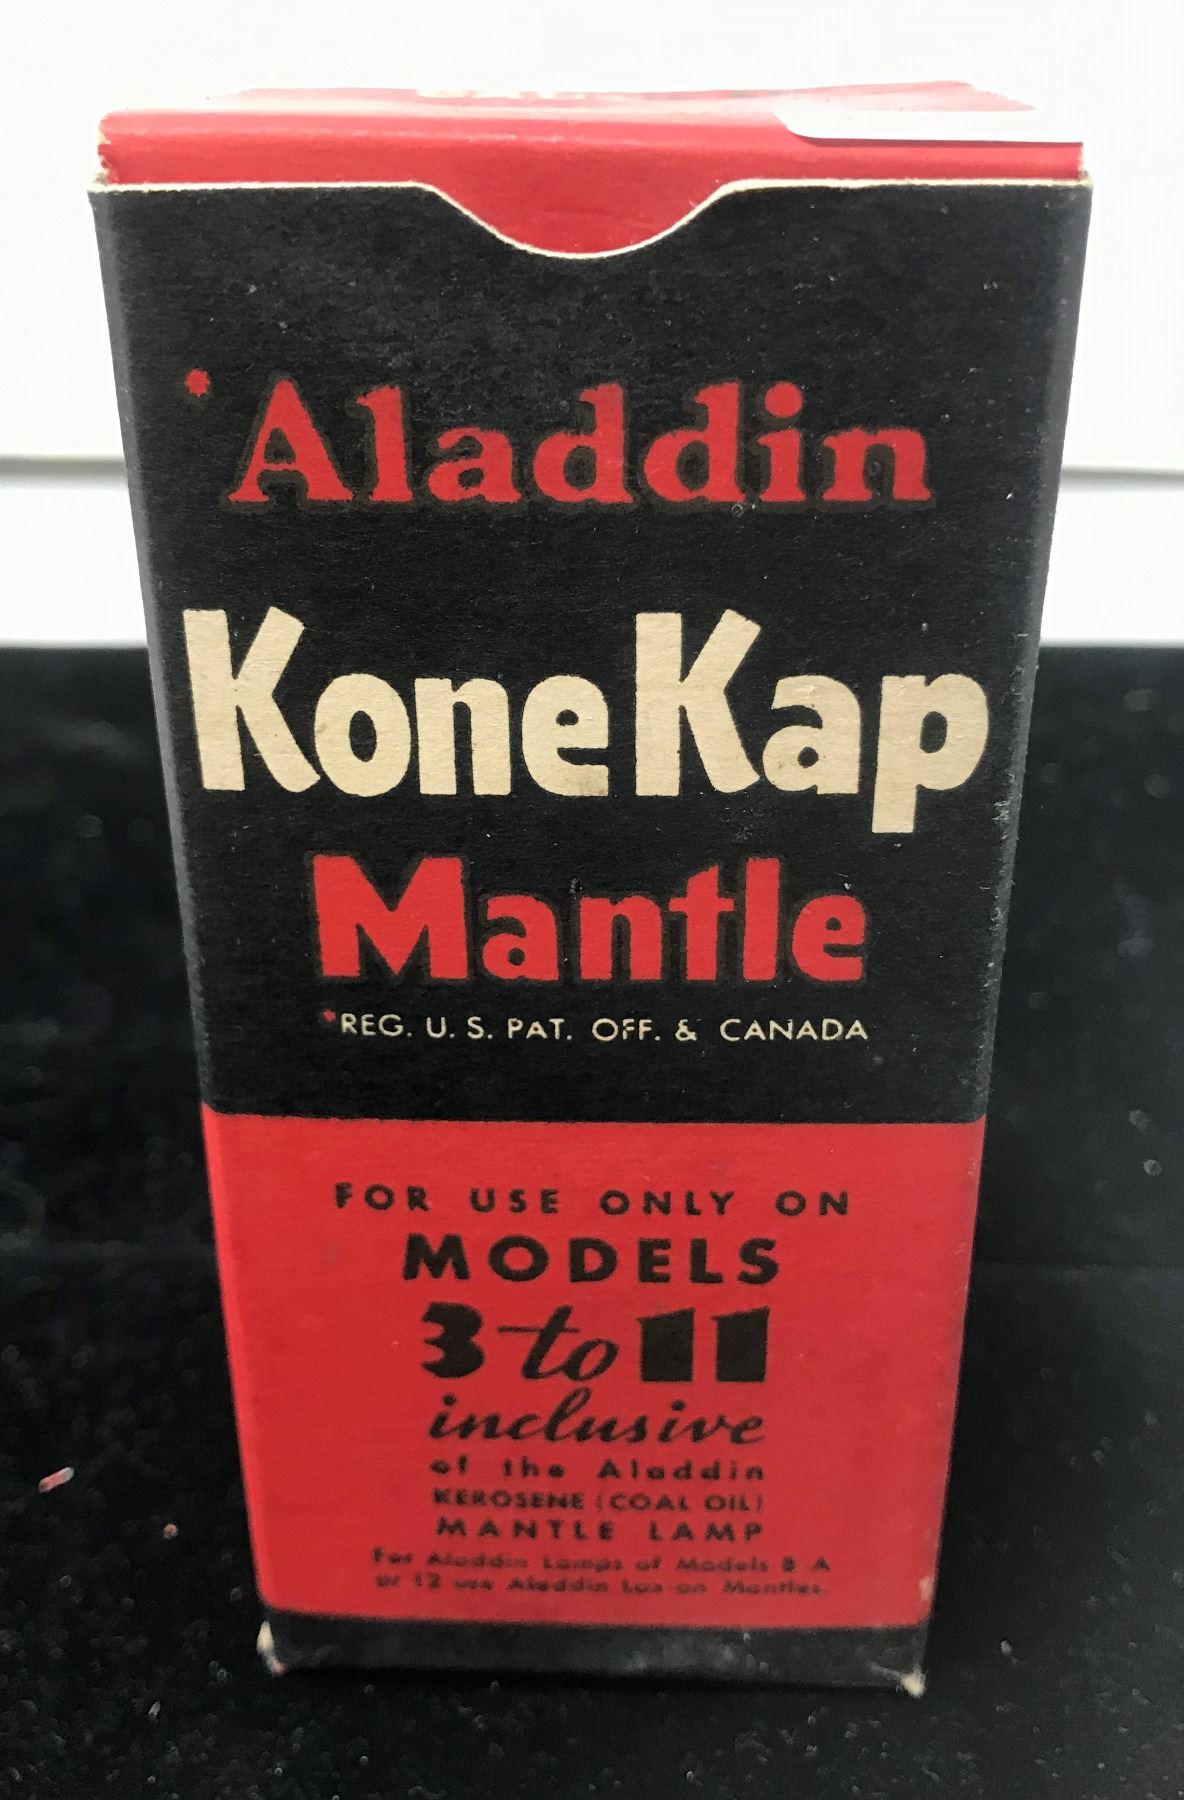 *Aladdin
KoneKap
Mantle
*REG. U. S. PAT. OFF. & CANADA
FOR USE ONLY ON
MODELS
3 to 11
inclusive
of the Aladdin
KEROSENE (COAL OIL)
MANTLE LAMP
For Aladdin Lamps of Models B A
or 12 use Aladdin Lox-on Mantles.